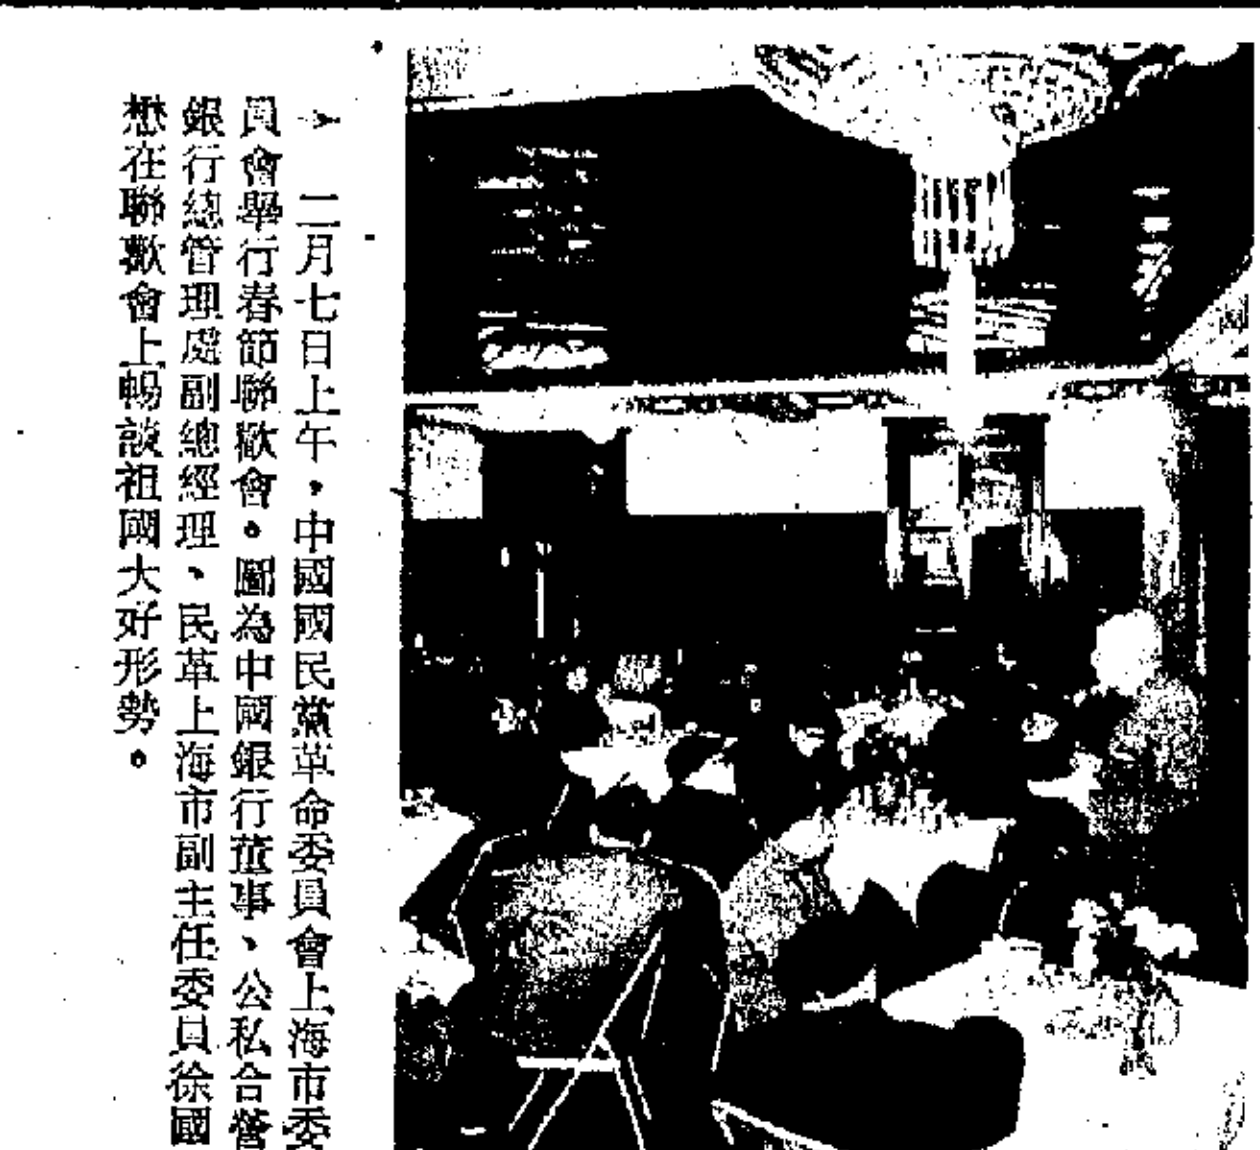 二月七日上午，中國國民黨革命委員會上海市委
員會舉行春節聯歡會。圖為中國銀行董事、公私合營
銀行總管理處副總經理、民革上海市副主任委員徐國
懋在聯歡會上暢談祖國大好形勢。